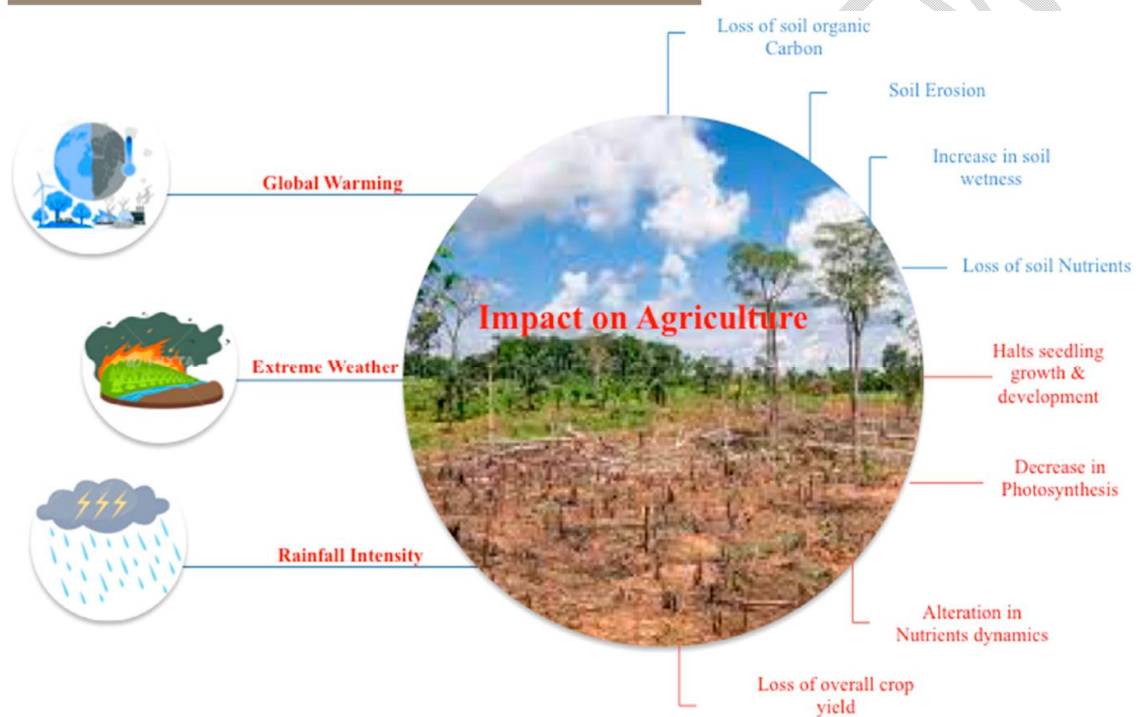 Loss of soil organic
Carbon
Soil Erosion
Increase in soil
wetness
Global Warming
Loss of soil Nutrients
Impact on Agriculture
Halts seedling
growth &
development
Extreme Weather
Decrease in
Photosynthesis
Rainfall Intensity
Alteration in
Nutrients dynamics
Loss of overall crop
yield